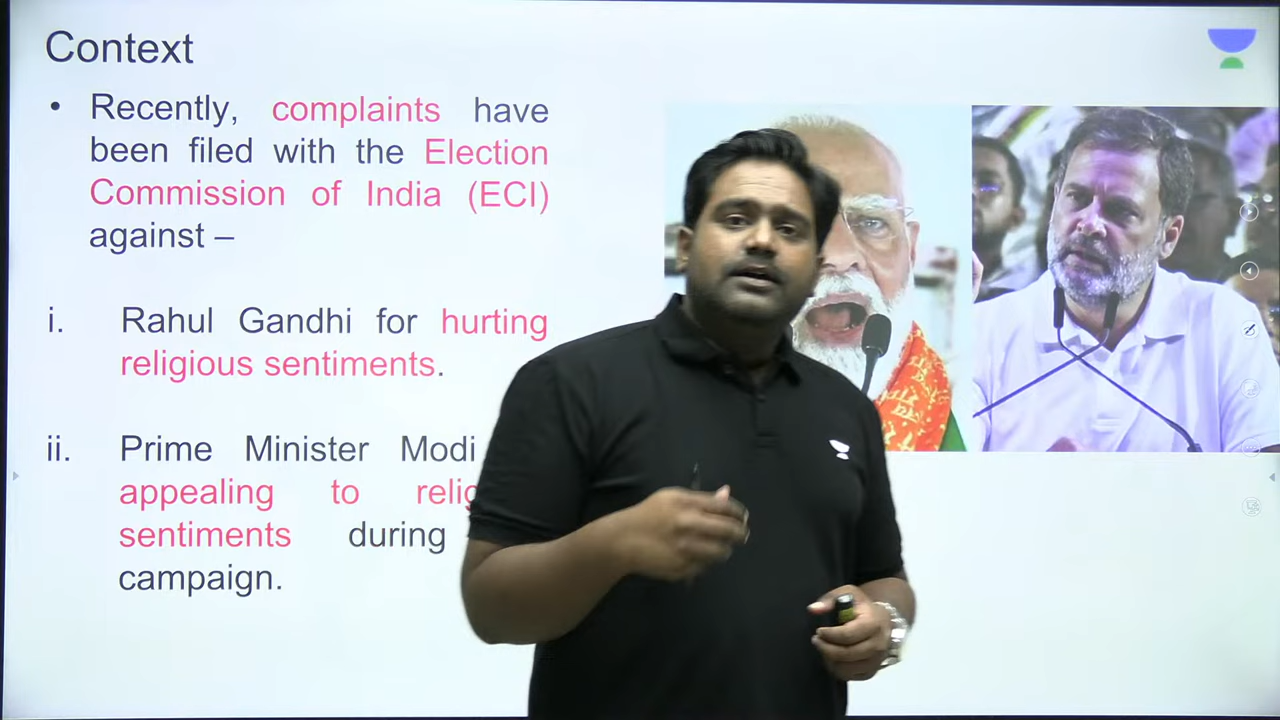 Context
• Recently, complaints have
been filed with the Election
Commission of India (ECI)
against –
i. Rahul Gandhi for hurting
religious sentiments.
ii. Prime Minister Modi
appealing to relig
sentiments during
campaign.